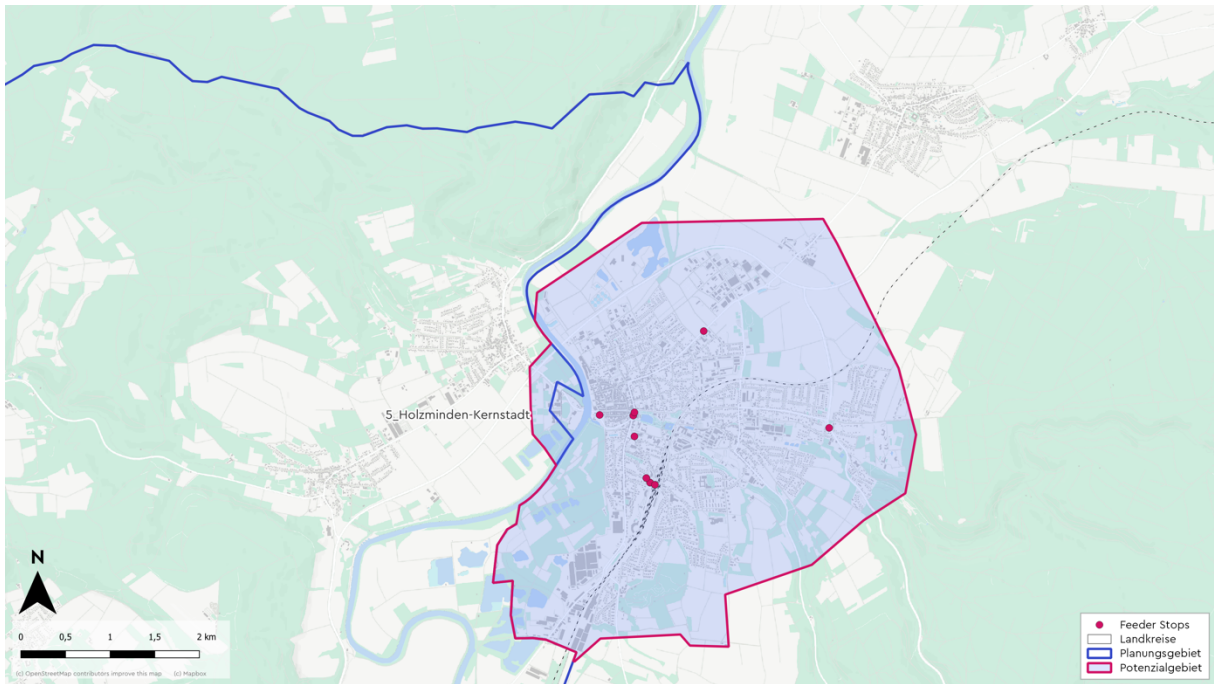 5_Holzminden-Kernstadt
N
0 0,5 1 1,5 2 km
(c) OpenStreetMap contributors improve this map (c) Mapbox
Feeder Stops
Landkreise
Planungsgebiet
Potenzialgebiet